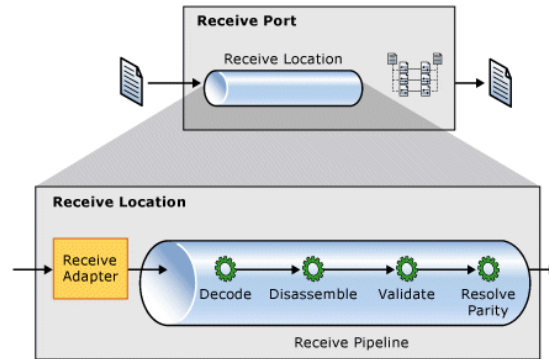 Receive Port
Receive Location
Receive Location
Receive
Adapter
Decode
Disassemble
Validate
Resolve
Parity
Receive Pipeline